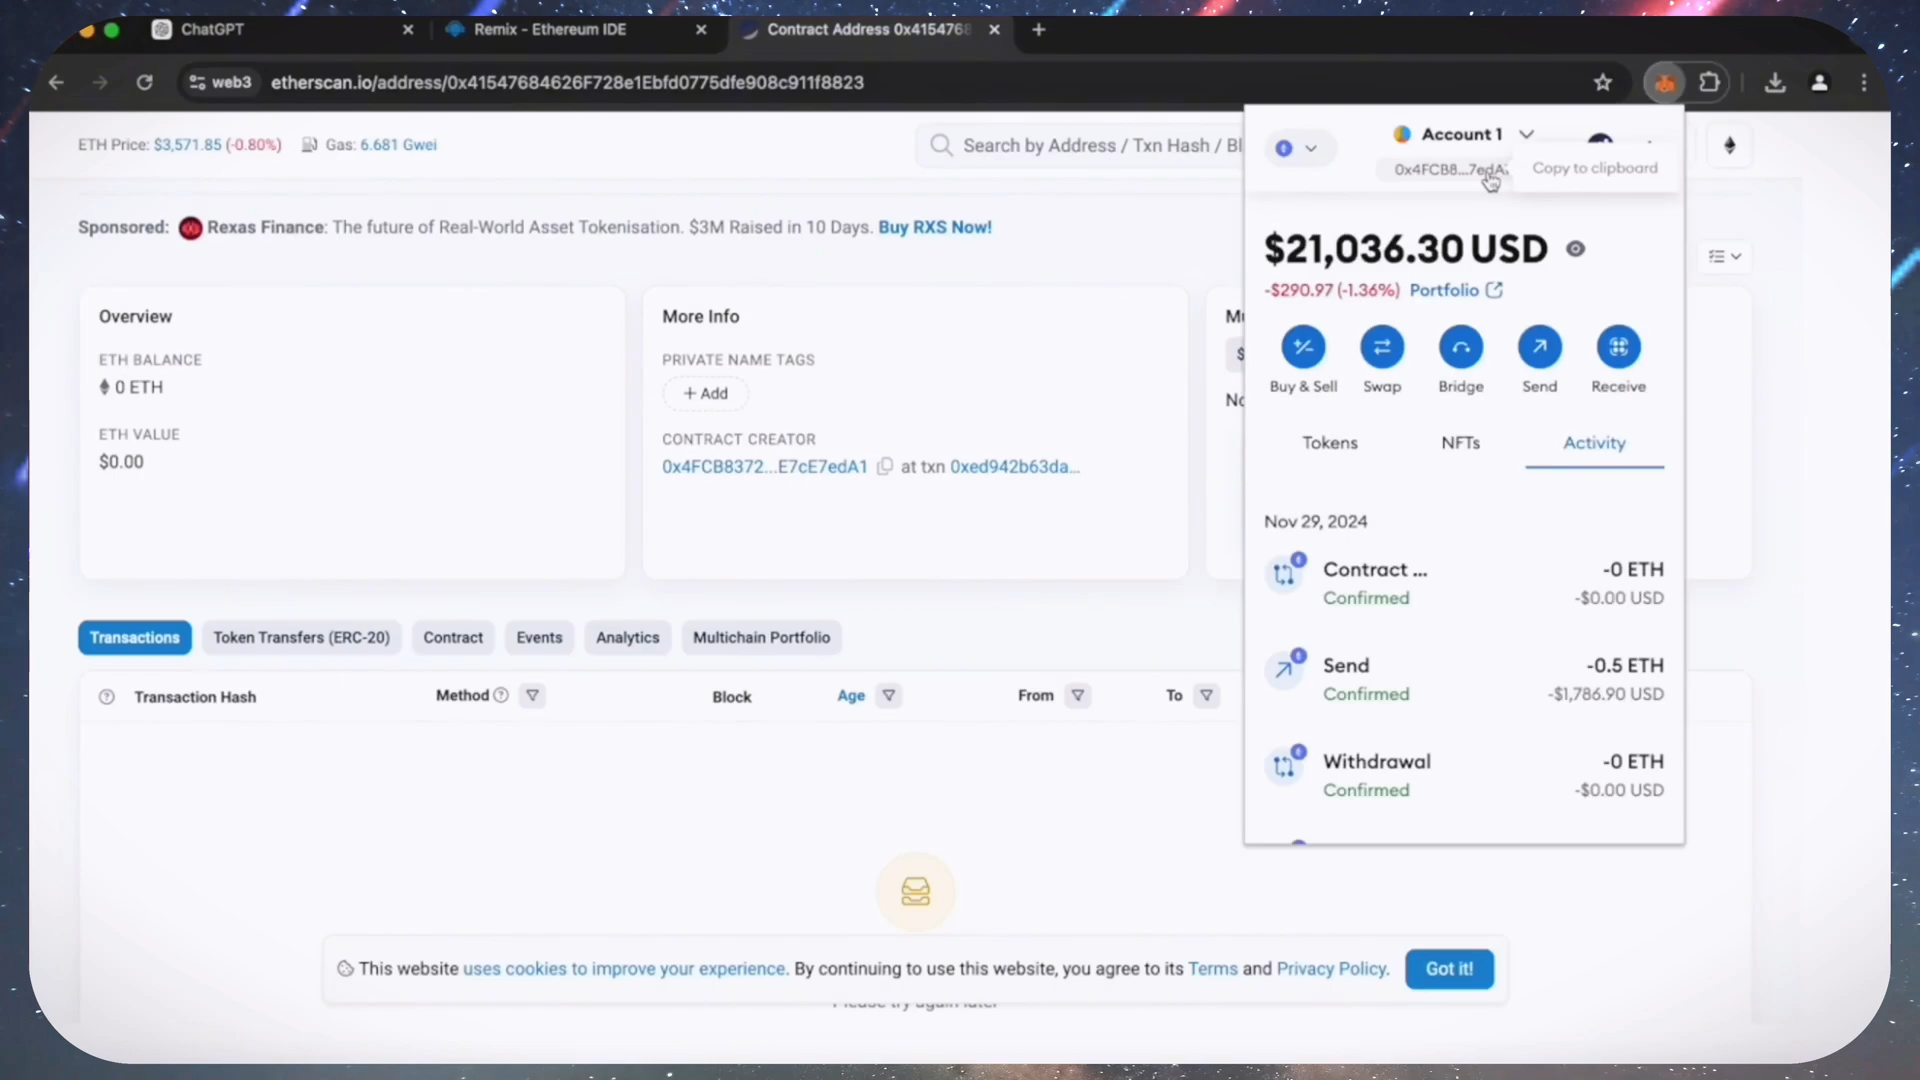 ChatGPT
Remix - Ethereum IDE
Contract Address 0x4154768
web3
etherscan.io/address/0x41547684626F728e1Ebfd0775dfe908c911f8823
ETH Price: $3,571.85 (-0.80%)
Gas: 6.681 Gwei
Search by Address / Txn Hash / Bl
Account 1
0x4FCB8...7edA
Copy to clipboard
Sponsored: Rexas Finance: The future of Real-World Asset Tokenisation. $3M Raised in 10 Days. Buy RXS Now!
$21,036.30 USD
-$290.97 (-1.36%) Portfolio
Buy & Sell
Swap
Bridge
Send
Receive
Tokens
NFTs
Activity
Overview
ETH BALANCE
0 ETH
ETH VALUE
$0.00
More Info
PRIVATE NAME TAGS
+ Add
CONTRACT CREATOR
0x4FCB8372...E7cE7edA1 at txn 0xed942b63da...
Mu
$
No
Nov 29, 2024
Contract ...
-0 ETH
Confirmed
-$0.00 USD
Send
-0.5 ETH
Confirmed
-$1,786.90 USD
Withdrawal
-0 ETH
Confirmed
-$0.00 USD
Transactions
Token Transfers (ERC-20)
Contract
Events
Analytics
Multichain Portfolio
Transaction Hash
Method
Block
Age
From
To
This website uses cookies to improve your experience. By continuing to use this website, you agree to its Terms and Privacy Policy.
Got it!
Please try again later